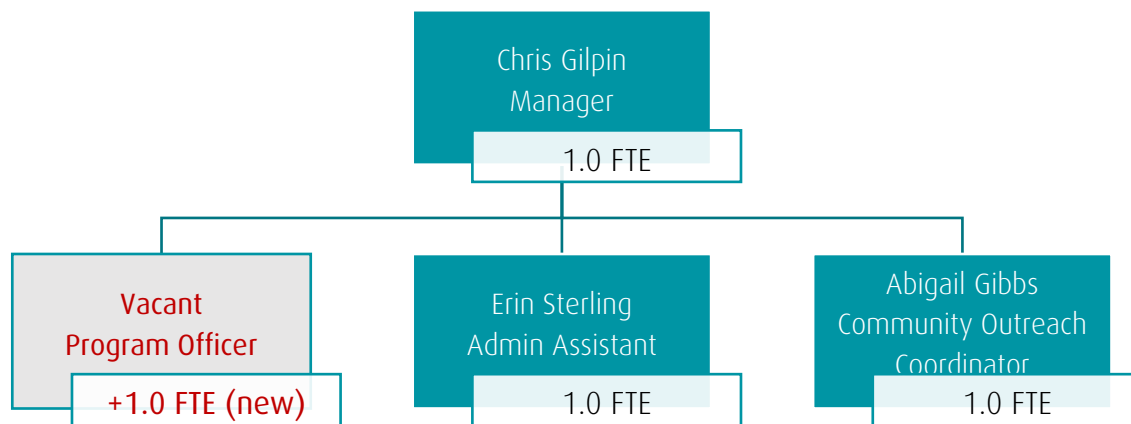 Chris Gilpin
Manager
1.0 FTE
Vacant
Program Officer
+1.0 FTE (new)
Erin Sterling
Admin Assistant
1.0 FTE
Abigail Gibbs
Community Outreach
Coordinator
1.0 FTE